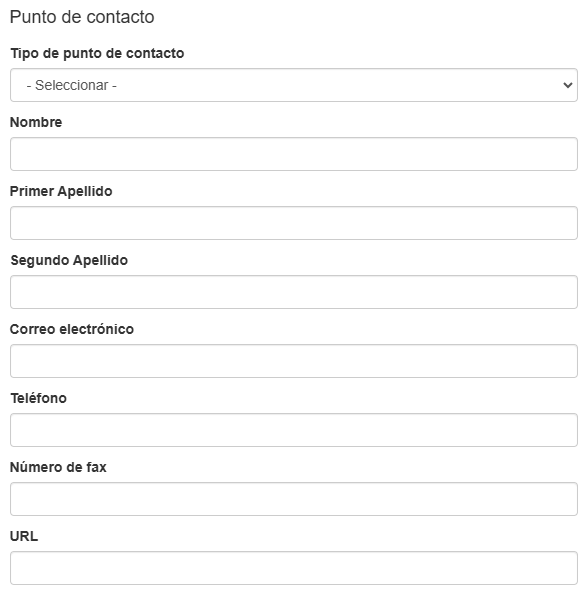 Punto de contacto
Tipo de punto de contacto
- Seleccionar -
Nombre
Primer Apellido
Segundo Apellido
Correo electrónico
Teléfono
Número de fax
URL